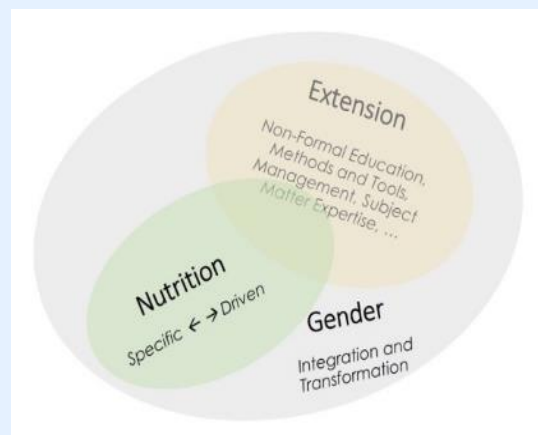 Extension
Non-Formal Education,
Methods and Tools,
Management, Subject
Matter Expertise, ...
Nutrition
Specific ← → Driven
Gender
Integration and
Transformation